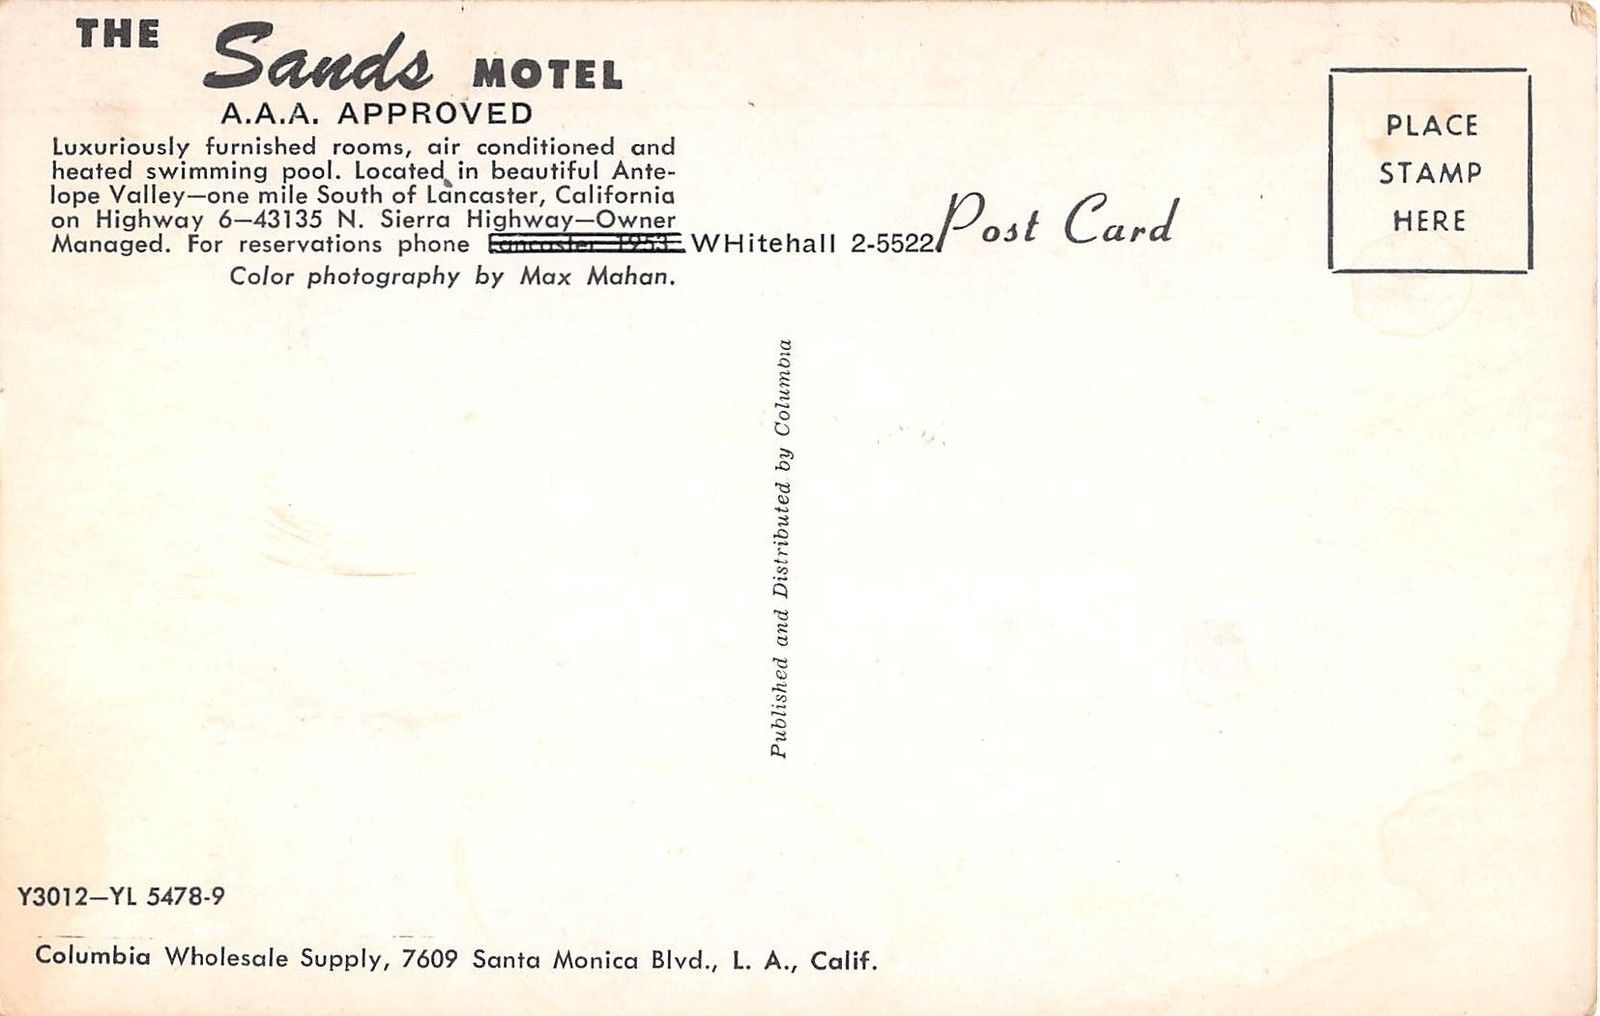 THE Sands MOTEL
A.A.A. APPROVED
Luxuriously furnished rooms, air conditioned and
heated swimming pool. Located in beautiful Ante-
lope Valley—one mile South of Lancaster, California
on Highway 6—43135 N. Sierra Highway—Owner
Managed. For reservations phone Lancaster 1953 WHitehall 2-5522
Color photography by Max Mahan.
Post Card
PLACE
STAMP
HERE
Published and Distributed by Columbia
Y3012—YL 5478-9
Columbia Wholesale Supply, 7609 Santa Monica Blvd., L. A., Calif.